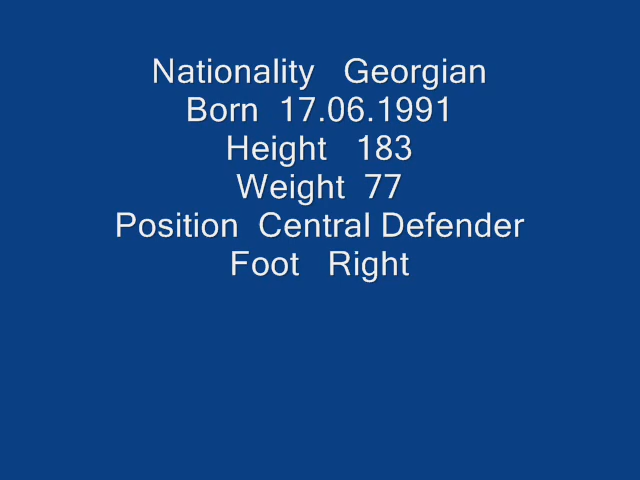 Nationality Georgian
Born 17.06.1991
Height 183
Weight 77
Position Central Defender
Foot Right